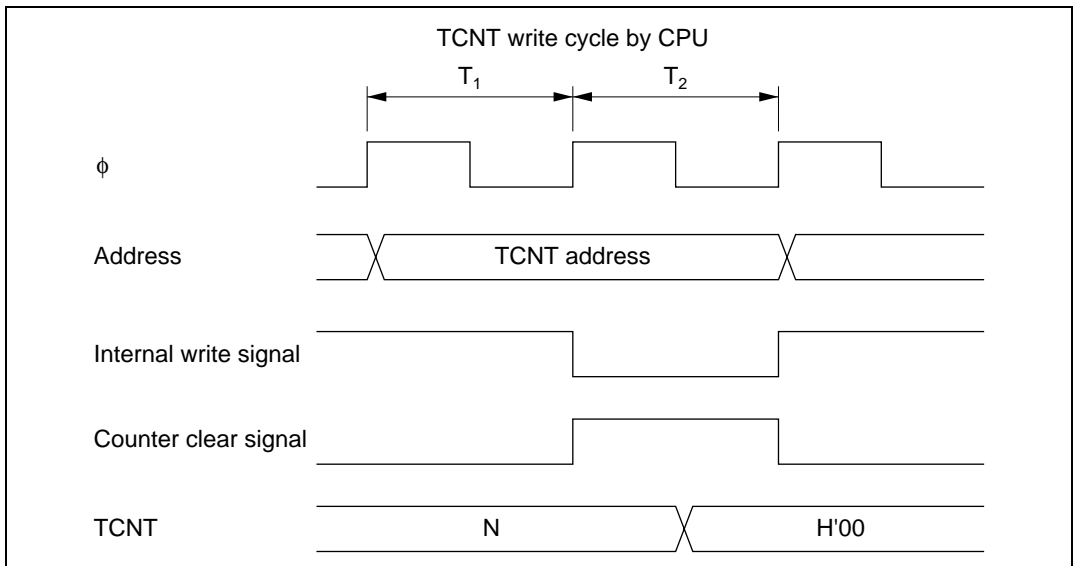 TCNT write cycle by CPU
T1 T2
ϕ
Address TCNT address
Internal write signal
Counter clear signal
TCNT N H'00